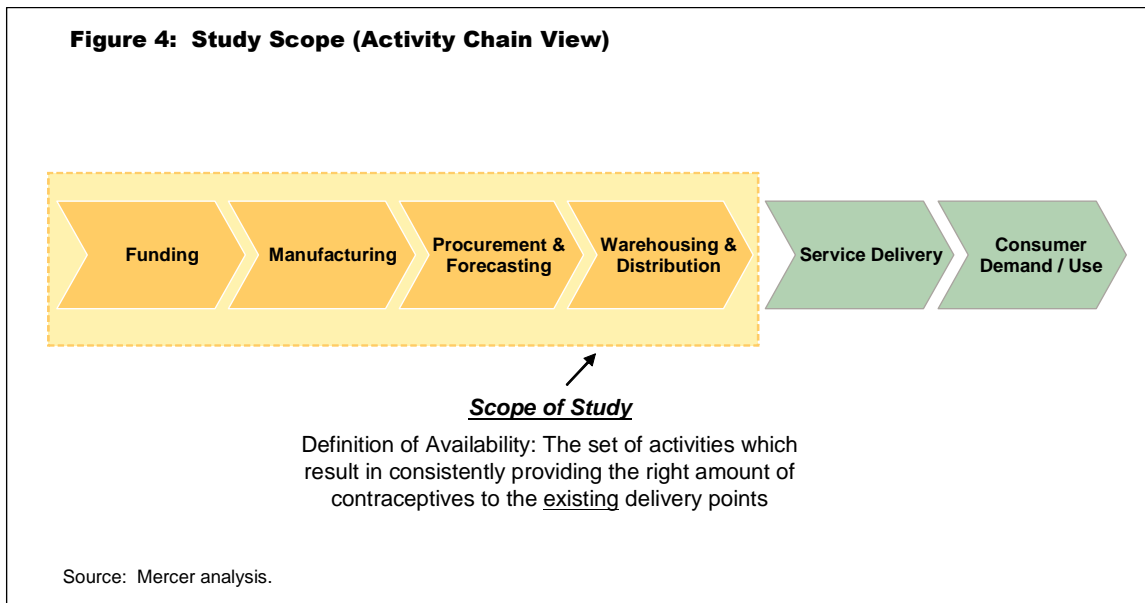 Figure 4:  Study Scope (Activity Chain View)
Funding
Manufacturing
Procurement &
Forecasting
Warehousing &
Distribution
Service Delivery
Consumer
Demand / Use
Scope of Study
Definition of Availability: The set of activities which
result in consistently providing the right amount of
contraceptives to the existing delivery points
Source:  Mercer analysis.